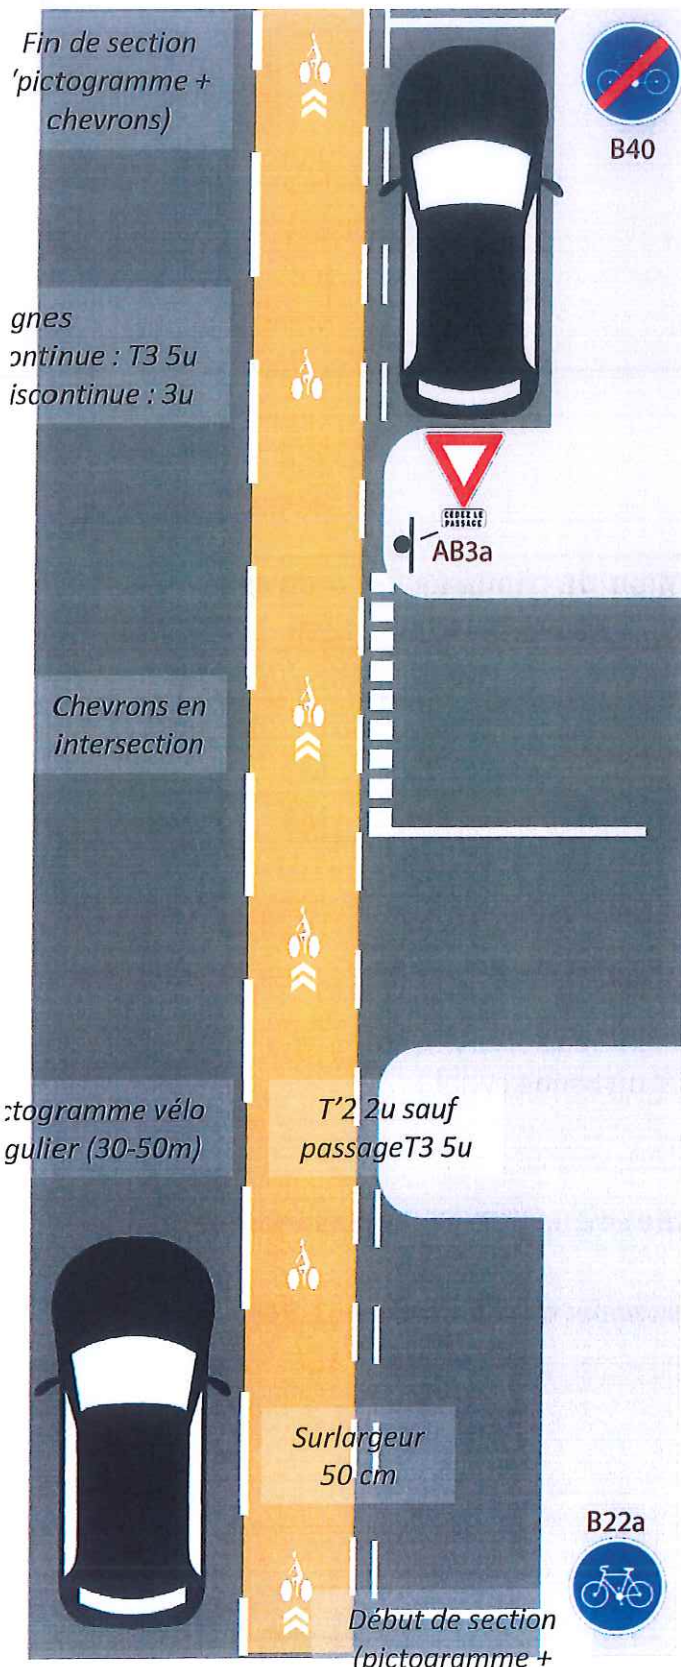 Fin de section
(pictogramme +
chevrons)
B40
gnes
ontinue : T3 5u
iscontinue : 3u
CÉDEZ LE
PASSAGE
AB3a
Chevrons en
intersection
ctogramme vélo
gulier (30-50m)
T'2 2u sauf
passageT3 5u
Surlargeur
50 cm
B22a
Début de section
(pictogramme +